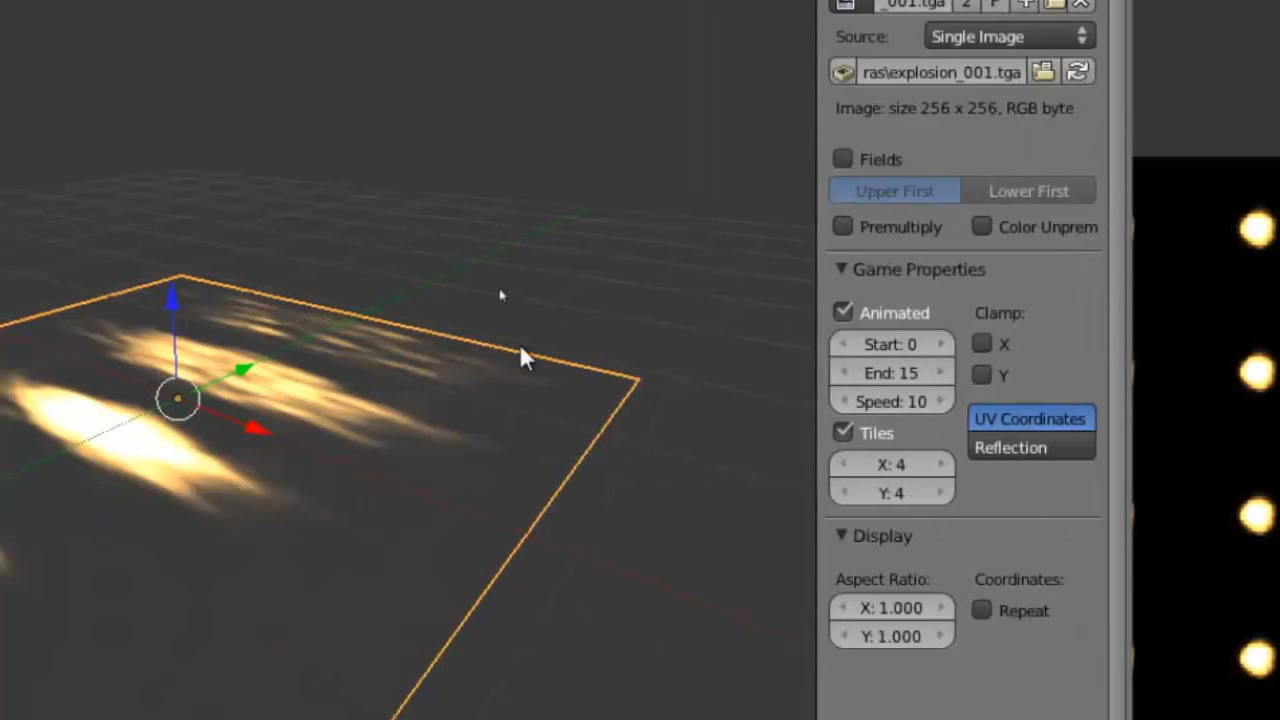 _001.tga 2 F
Source: Single Image
ras\explosion_001.tga
Image: size 256 x 256, RGB byte
Fields
Upper First Lower First
Premultiply Color Unprem
Game Properties
Animated Clamp:
Start: 0 X
End: 15 Y
Speed: 10
UV Coordinates
Tiles
Reflection
X: 4
Y: 4
Display
Aspect Ratio: Coordinates:
X: 1.000 Repeat
Y: 1.000